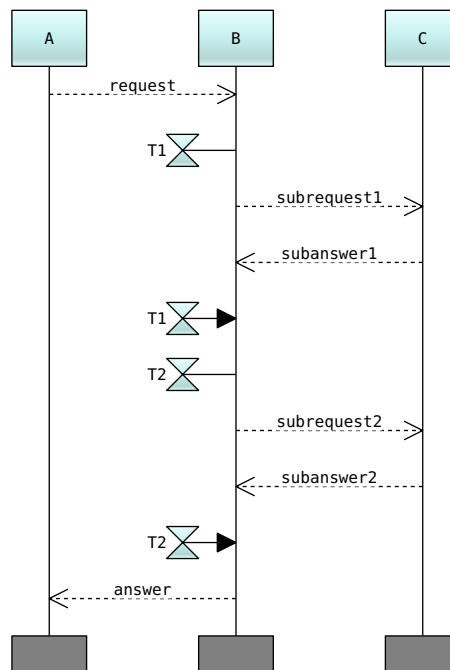 A B C
request
T1
subrequest1
subanswer1
T1
T2
subrequest2
subanswer2
T2
answer